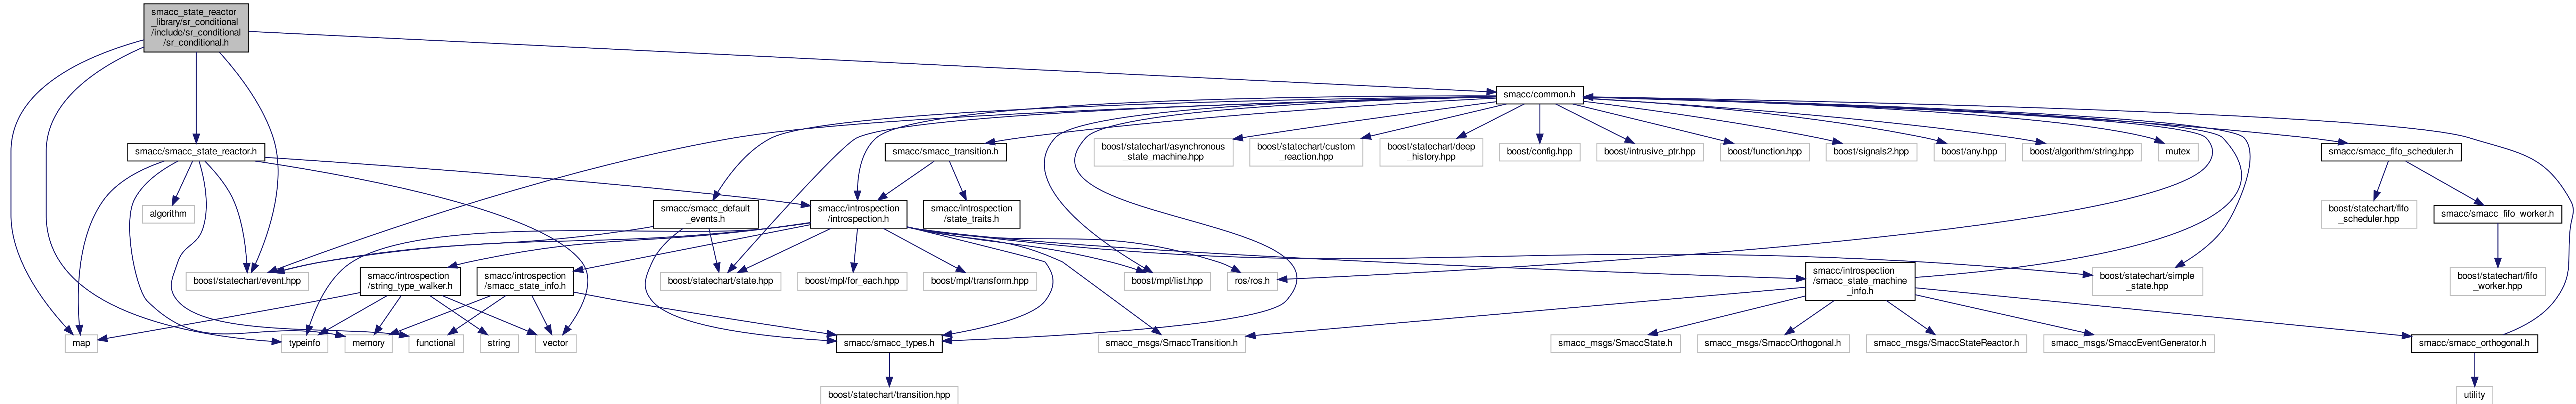 smacc_state_reactor
_library/sr_conditional
/include/sr_conditional
/sr_conditional.h
smacc/common.h
smacc/smacc_state_reactor.h
smacc/smacc_transition.h
boost/statechart/asynchronous
_state_machine.hpp
boost/statechart/custom
_reaction.hpp
boost/statechart/deep
_history.hpp
boost/config.hpp
boost/intrusive_ptr.hpp
boost/function.hpp
boost/signals2.hpp
boost/any.hpp
boost/algorithm/string.hpp
mutex
smacc/smacc_fifo_scheduler.h
algorithm
smacc/smacc_default
_events.h
smacc/introspection
/introspection.h
smacc/introspection
/state_traits.h
boost/statechart/fifo
_scheduler.hpp
smacc/smacc_fifo_worker.h
boost/statechart/event.hpp
smacc/introspection
/string_type_walker.h
smacc/introspection
/smacc_state_info.h
boost/statechart/state.hpp
boost/mpl/for_each.hpp
boost/mpl/transform.hpp
boost/mpl/list.hpp
ros/ros.h
smacc/introspection
/smacc_state_machine
_info.h
boost/statechart/simple
_state.hpp
boost/statechart/fifo
_worker.hpp
map
typeinfo
memory
functional
string
vector
smacc/smacc_types.h
smacc_msgs/SmaccTransition.h
smacc_msgs/SmaccState.h
smacc_msgs/SmaccOrthogonal.h
smacc_msgs/SmaccStateReactor.h
smacc_msgs/SmaccEventGenerator.h
smacc/smacc_orthogonal.h
boost/statechart/transition.hpp
utility